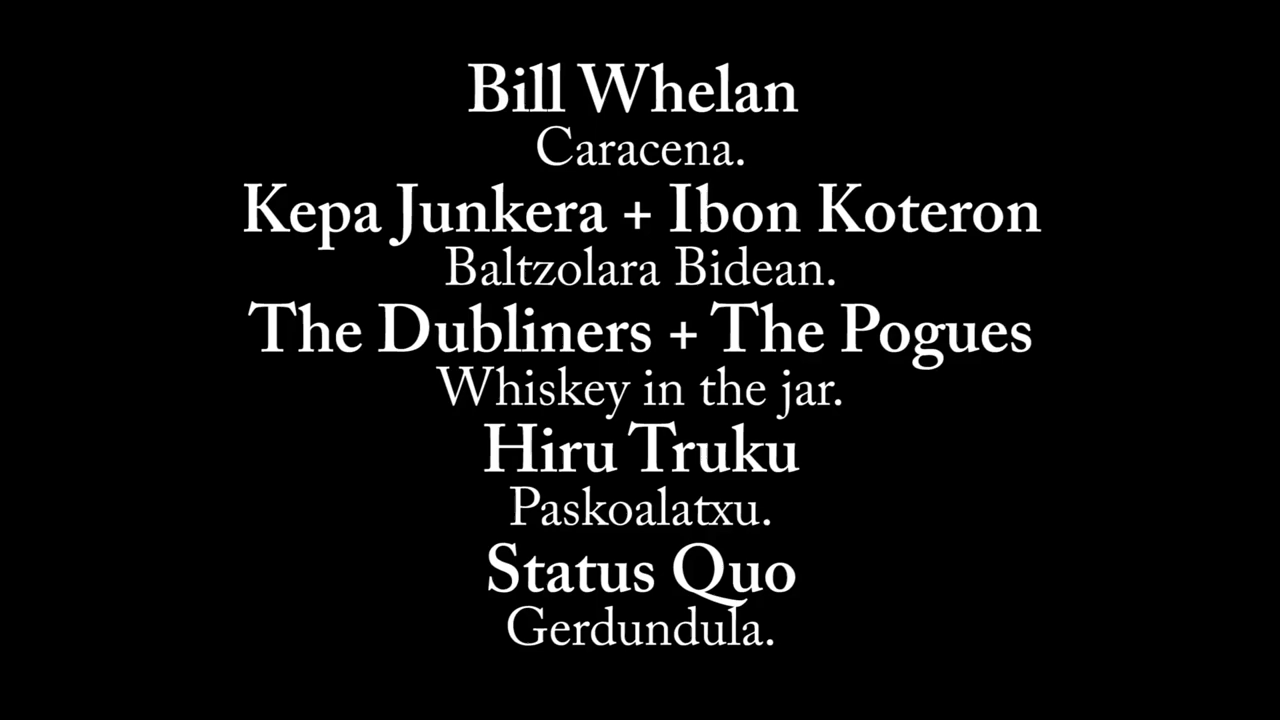 Bill Whelan
Caracena.
Kepa Junkera + Ibon Koteron
Baltzolara Bidean.
The Dubliners + The Pogues
Whiskey in the jar.
Hiru Truku
Paskoalatxu.
Status Quo
Gerdundula.